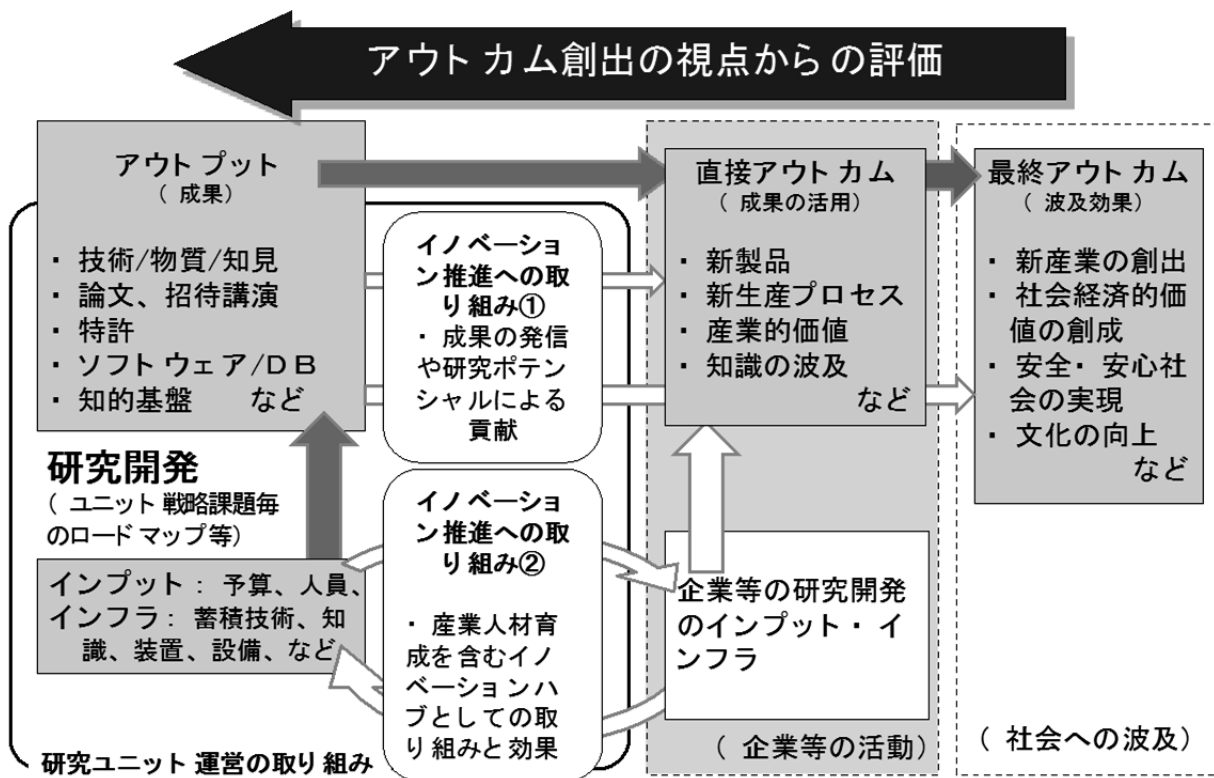 アウトカム創出の視点からの評価
アウトプット
(成果)
・技術/物質/知見
・論文、招待講演
・特許
・ソフトウェア/DB
・知的基盤　など
研究開発
(ユニット戦略課題毎
のロードマップ等)
インプット：予算、人員、
インフラ：蓄積技術、知
識、装置、設備、など
研究ユニット運営の取り組み
イノベーショ
ン推進への取
り組み①
・成果の発信
や研究ポテン
シャルによる
貢献
イノベーショ
ン推進への取
り組み②
・産業人材育
成を含むイノ
ベーションハ
ブとしての取
り組みと効果
直接アウトカム
(成果の活用)
・新製品
・新生産プロセス
・産業的価値
・知識の波及
など
企業等の研究開発
のインプット・イ
ンフラ
(企業等の活動)
最終アウトカム
(波及効果)
・新産業の創出
・社会経済的価
値の創成
・安全・安心社
会の実現
・文化の向上
など
(社会への波及)